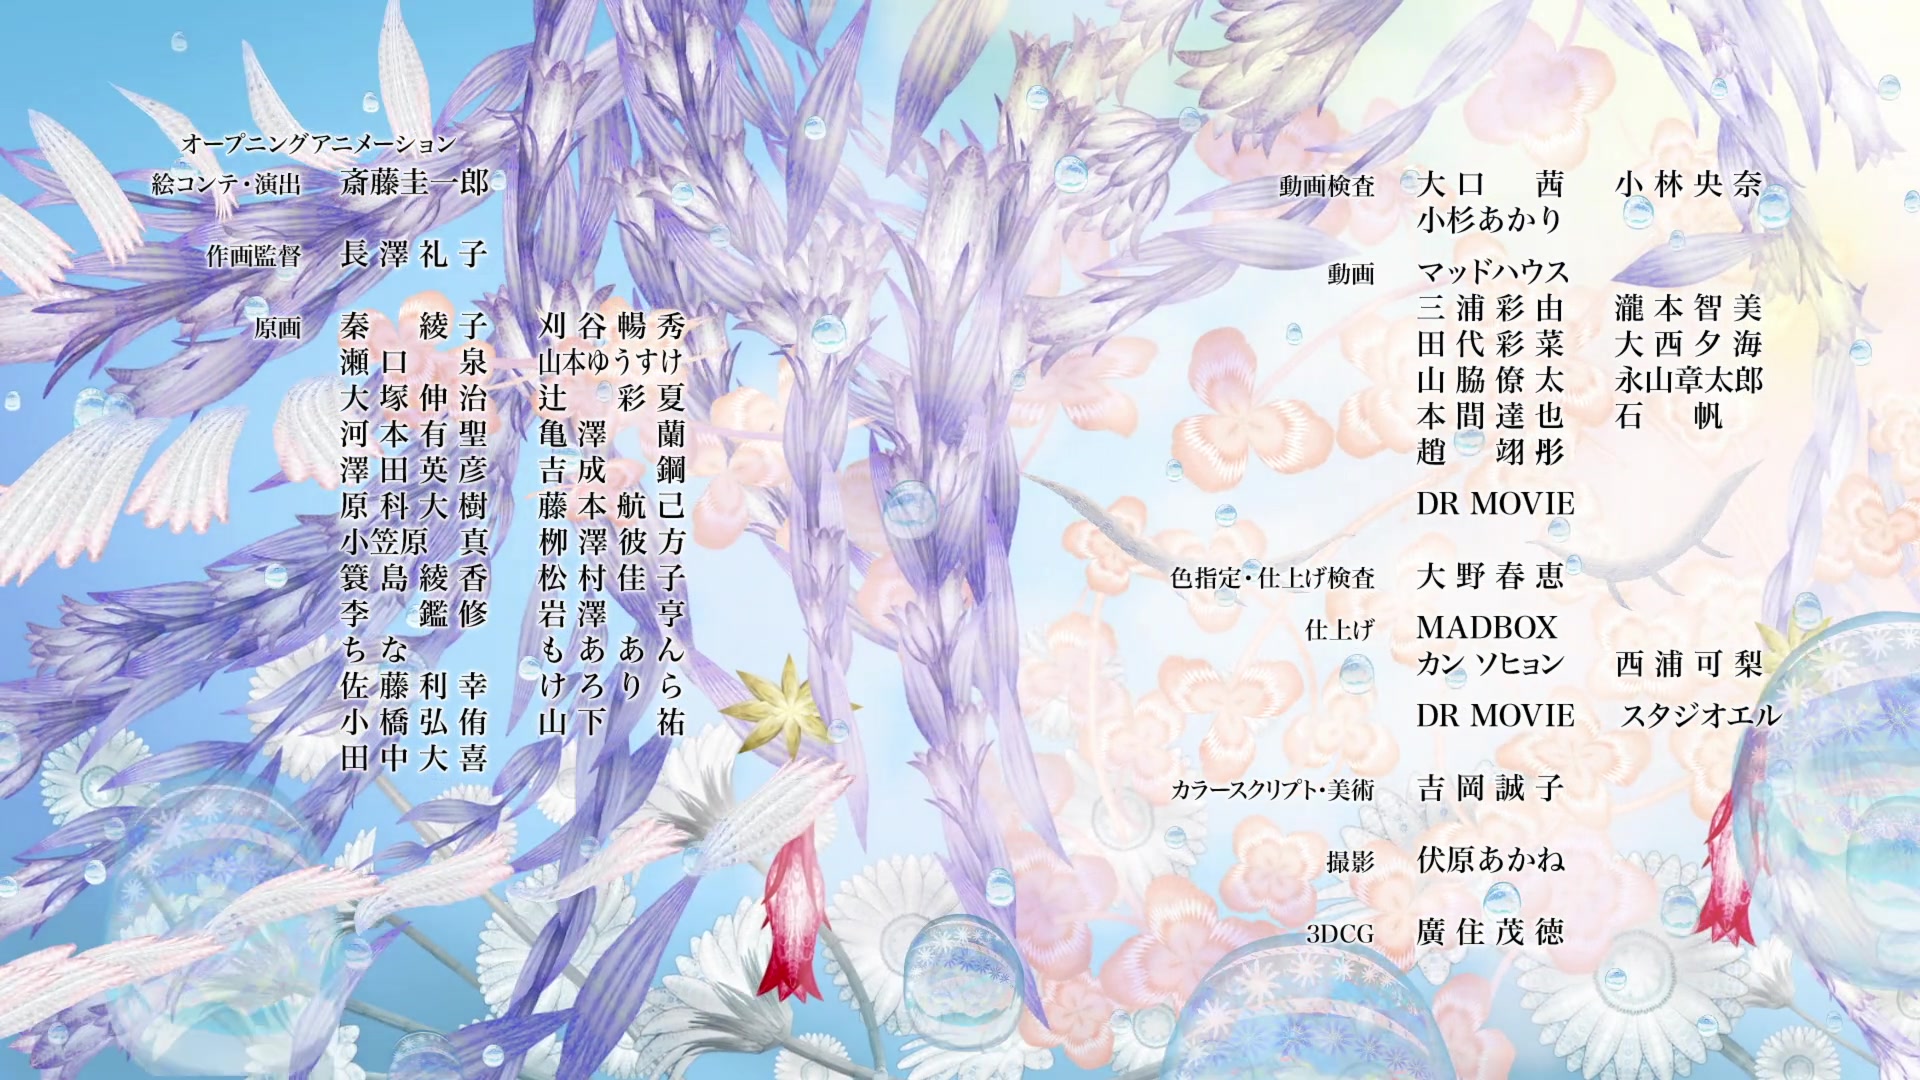 オープニングアニメーション
絵コンテ・演出 斎藤圭一郎
作画監督 長澤礼子
原画 秦 綾子 刈谷暢秀
瀬口 泉 山本ゆうすけ
大塚伸治 辻 彩夏
河本有聖 亀澤 蘭
澤田英彦 吉成 鋼
原科大樹 藤本航己
小笠原 真 栁澤彼方
簑島綾香 松村佳子
李 鑑修 岩澤 亨
ちな もああん
佐藤利幸 けろりら
小橋弘侑 山下 祐
田中大喜
動画検査 大口 茜 小林央奈
小杉あかり
動画 マッドハウス
三浦彩由 瀧本智美
田代彩菜 大西夕海
山脇僚太 永山章太郎
本間達也 石 帆
趙 翊彤
DR MOVIE
色指定・仕上げ検査 大野春恵
仕上げ MADBOX
カン ソヒョン 西浦可梨
DR MOVIE スタジオエル
カラースクリプト・美術 吉岡誠子
撮影 伏原あかね
3DCG 廣住茂徳